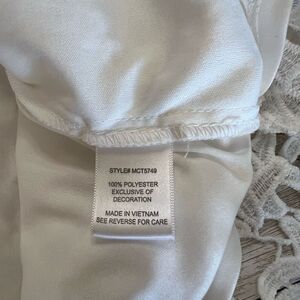 STYLE# MCT5749
100% POLYESTER
EXCLUSIVE OF
DECORATION
MADE IN VIETNAM
SEE REVERSE FOR CARE